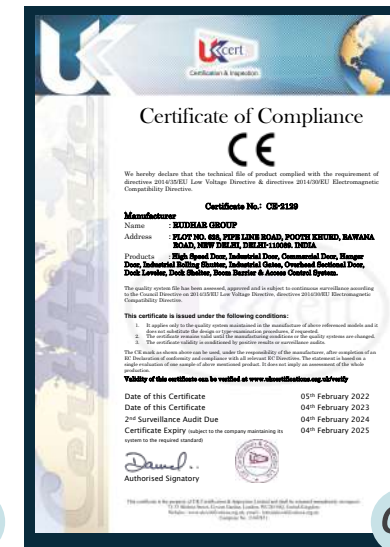 UKcert
Certification & Inspection
Certificate of Compliance
CE
We hereby declare that the technical file of product complied with the requirement of
directives 2014/35/EU Low Voltage Directive & directives 2014/30/EU Electromagnetic
Compatibility Directive.
Certificate No.: CE-2129
Manufacturer
Name : BUDHAR GROUP
Address : PLOT NO. 638, PIPE LINE ROAD, POOTH KHURD, BAWANA
ROAD, NEW DELHI, DELHI-110089. INDIA
Products : High Speed Door, Industrial Door, Commercial Door, Hanger
Door, Industrial Rolling Shutter, Industrial Gates, Overhead Sectional Door,
Dock Leveler, Dock Shelter, Boom Barrier & Access Control System.
The quality system file has been assessed, approved and is subject to continuous surveillance according
to the Council Directive on 2014/35/EU Low Voltage Directive, directives 2014/30/EU Electromagnetic
Compatibility Directive.
This certificate is issued under the following conditions:
1. It applies only to the quality system maintained in the manufacture of above referenced models and it
does not substitute the design or type-examination procedures, if requested.
2. The certificate remains valid until the manufacturing conditions or the quality systems are changed.
3. The certificate validity is conditioned by positive results or surveillance audits.
The CE mark as shown above can be used, under the responsibility of the manufacturer, after completion of an
EC Declaration of conformity and compliance with all relevant EC Directives. The statement is based on a
single evaluation of one sample of above mentioned product. It does not imply an assessment of the whole
production.
Validity of this certificate can be verified at www.ukcertifications.org.uk/verify
Date of this Certificate 05th February 2022
Date of this Certificate 04th February 2023
2nd Surveillance Audit Due 04th February 2024
Certificate Expiry (subject to the company maintaining its 04th February 2025
system to the required standard)
Authorised Signatory